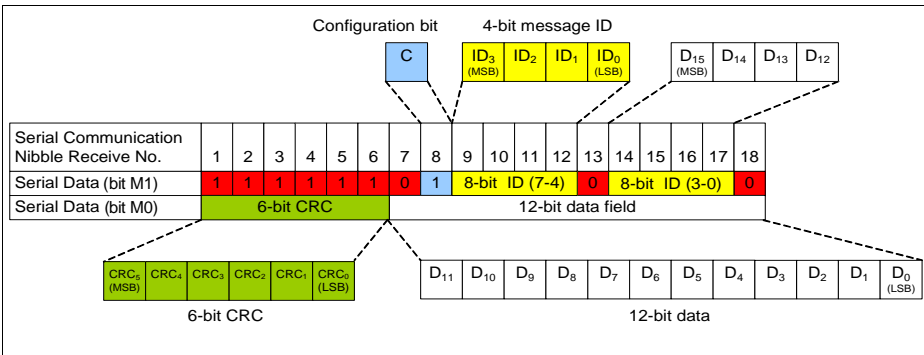 Configuration bit 4-bit message ID
C ID₃ (MSB) ID₂ ID₁ ID₀ (LSB) D₁₅ (MSB) D₁₄ D₁₃ D₁₂
Serial Communication
Nibble Receive No. 1 2 3 4 5 6 7 8 9 10 11 12 13 14 15 16 17 18
Serial Data (bit M1) 1 1 1 1 1 1 0 1 8-bit ID (7-4) 0 8-bit ID (3-0) 0
Serial Data (bit M0) 6-bit CRC 12-bit data field
CRC₅ (MSB) CRC₄ CRC₃ CRC₂ CRC₁ CRC₀ (LSB) D₁₁ D₁₀ D₉ D₈ D₇ D₆ D₅ D₄ D₃ D₂ D₁ D₀ (LSB)
6-bit CRC 12-bit data